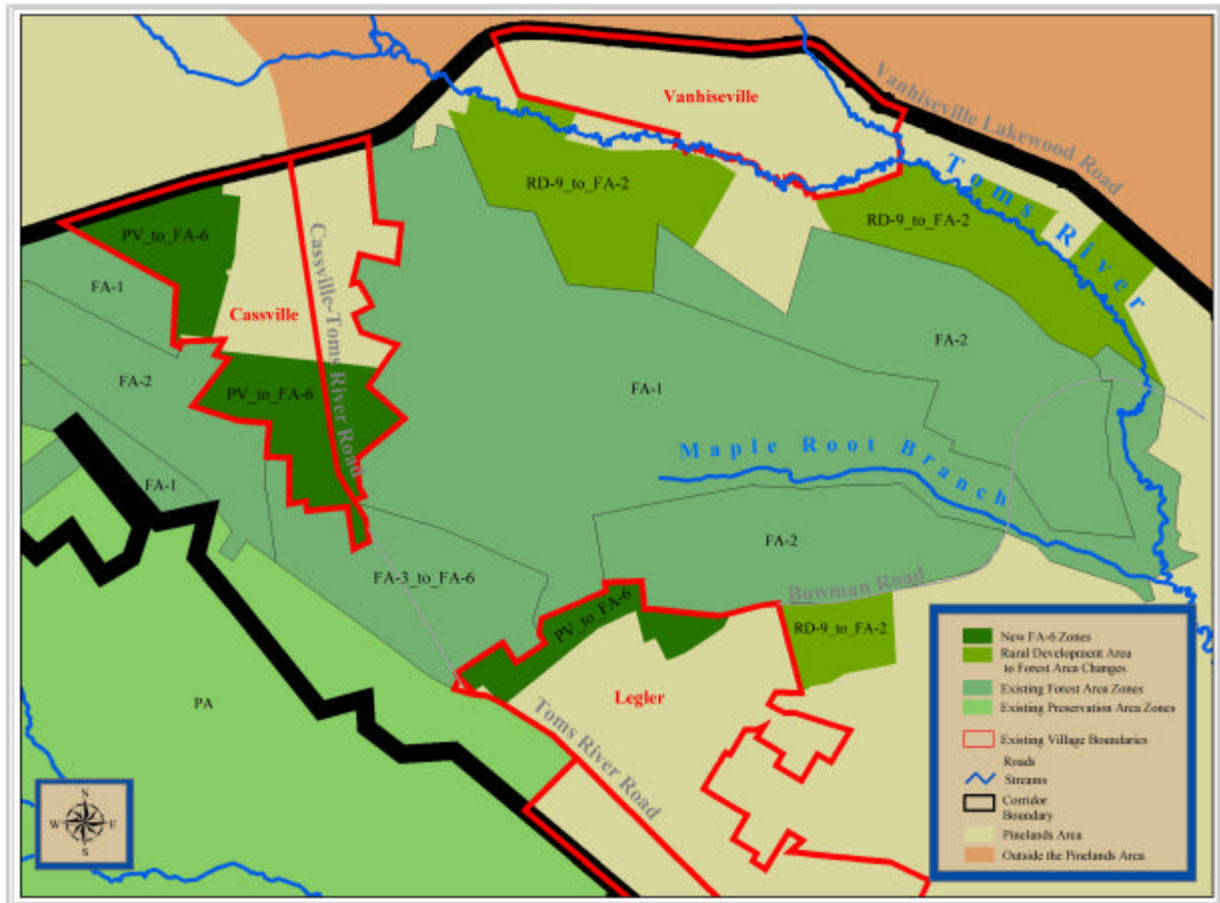 Vanhiseville
Vanhiseville Lakewood Road
Toms River
RD-9_to_FA-2
RD-9_to_FA-2
PV_to_FA-6
FA-1
Cassville
Cassville-Toms River Road
FA-2
FA-2
PV_to_FA-6
FA-1
Maple Root Branch
FA-1
FA-2
FA-3_to_FA-6
Bowman Road
PV_to_FA-6
RD-9_to_FA-2
Legler
PA
Toms River Road
N
W E
S
New FA-6 Zones
Rural Development Area
to Forest Area Changes
Existing Forest Area Zones
Existing Preservation Area Zones
Existing Village Boundaries
Roads
Streams
Corridor
Boundary
Pinelands Area
Outside the Pinelands Area